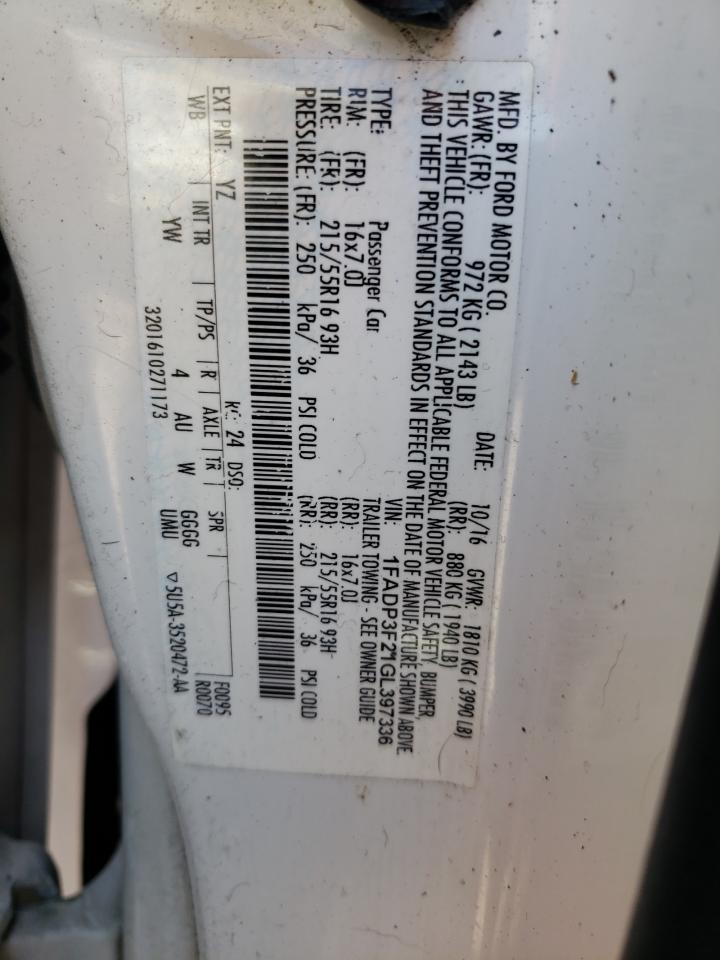 MFD. BY FORD MOTOR CO.
DATE: 10/16 GVWR: 1810 KG ( 3990 LB)
GAWR: (FR): 972 KG ( 2143 LB) (RR): 880 KG ( 1940 LB)
THIS VEHICLE CONFORMS TO ALL APPLICABLE FEDERAL MOTOR VEHICLE SAFETY, BUMPER,
AND THEFT PREVENTION STANDARDS IN EFFECT ON THE DATE OF MANUFACTURE SHOWN ABOVE.
VIN:
TYPE: Passenger Car TRAILER TOWING - SEE OWNER GUIDE
RIM: (FR): 16x7.0J (RR): 16x7.0J
TIRE: (FR): 215/55R16 93H (RR): 215/55R16 93H
PRESSURE: (FR): 250 kPa/ 36 PSI COLD (RR): 250 kPa/ 36 PSI COLD
RC: 24 DSO: F0095
EXT PNT: YZ R0070
WB INT TR TP/PS R AXLE TR SPR
YW 4 AU W GGGG
UMU
3201610271173 5U5A-3520472-AA